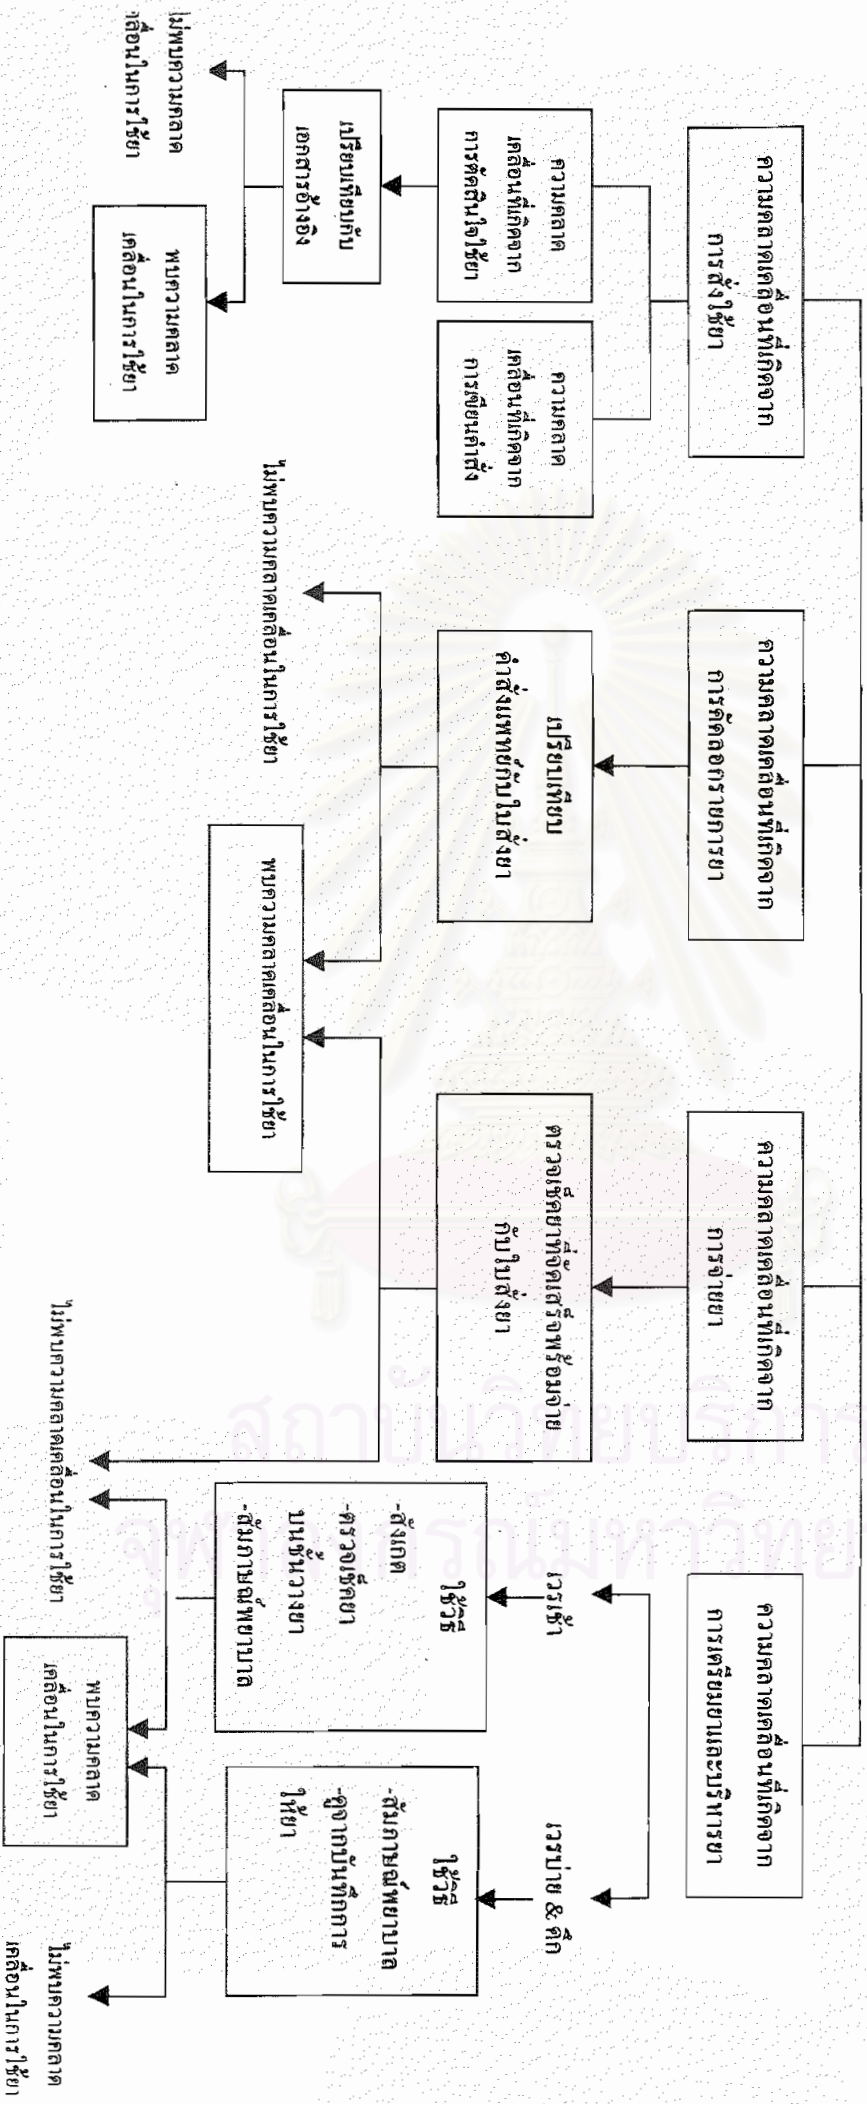 ความคลาดเคลื่อนที่เกิดจาก
การสั่งใช้ยา
ความคลาดเคลื่อนที่เกิดจาก
การคัดลอกรายการยา
ความคลาดเคลื่อนที่เกิดจาก
การจ่ายยา
ความคลาดเคลื่อนที่เกิดจาก
การเตรียมยาและบริหารยา
ความคลาด
เคลื่อนที่เกิดจาก
การตัดสินใจใช้ยา
ความคลาด
เคลื่อนที่เกิดจาก
การเขียนคำสั่ง
เปรียบเทียบ
คำสั่งแพทย์กับใบสั่งยา
ตรวจเช็คยาที่จัดเสร็จพร้อมจ่าย
กับใบสั่งยา
เวรเช้า
เวรบ่าย & ดึก
เปรียบเทียบกับ
เอกสารอ้างอิง
ใช้วิธี
-สังเกต
-ตรวจเช็คยา
บนชั้นวางยา
-สัมภาษณ์พยาบาล
ใช้วิธี
-สัมภาษณ์พยาบาล
-ดูจากบันทึกการ
ให้ยา
ไม่พบความคลาด
าลื่อนในการใช้ยา
พบความคลาด
เคลื่อนในการใช้ยา
ไม่พบความคลาดเคลื่อนในการใช้ยา
พบความคลาดเคลื่อนในการใช้ยา
ไม่พบความคลาดเคลื่อนในการใช้ยา
พบความคลาด
เคลื่อนในการใช้ยา
ไม่พบความคลาด
เคลื่อนในการใช้ยา
สถาบันวิทยบริการ